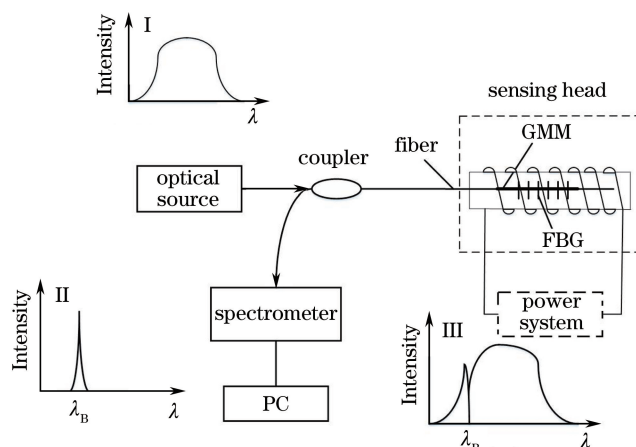 Intensity
I
λ
sensing head
GMM
fiber
coupler
optical
source
FBG
Intensity
II
λB
λ
spectrometer
PC
power
system
Intensity
III
λB
λ